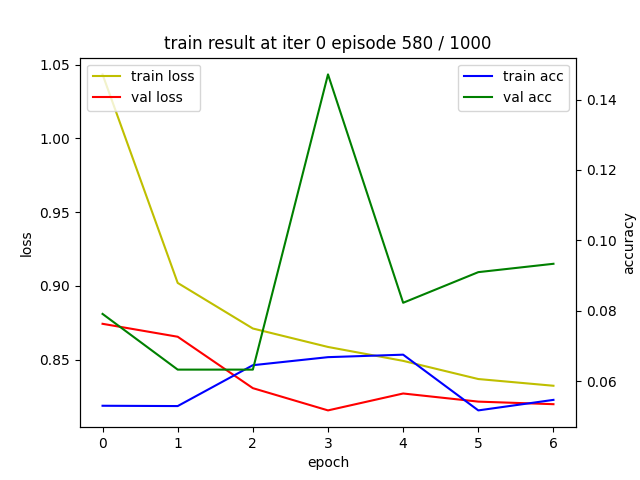 train result at iter 0 episode 580 / 1000
train loss
val loss
train acc
val acc
1.05
1.00
0.95
0.90
0.85
loss
0.14
0.12
0.10
0.08
0.06
accuracy
0 1 2 3 4 5 6
epoch